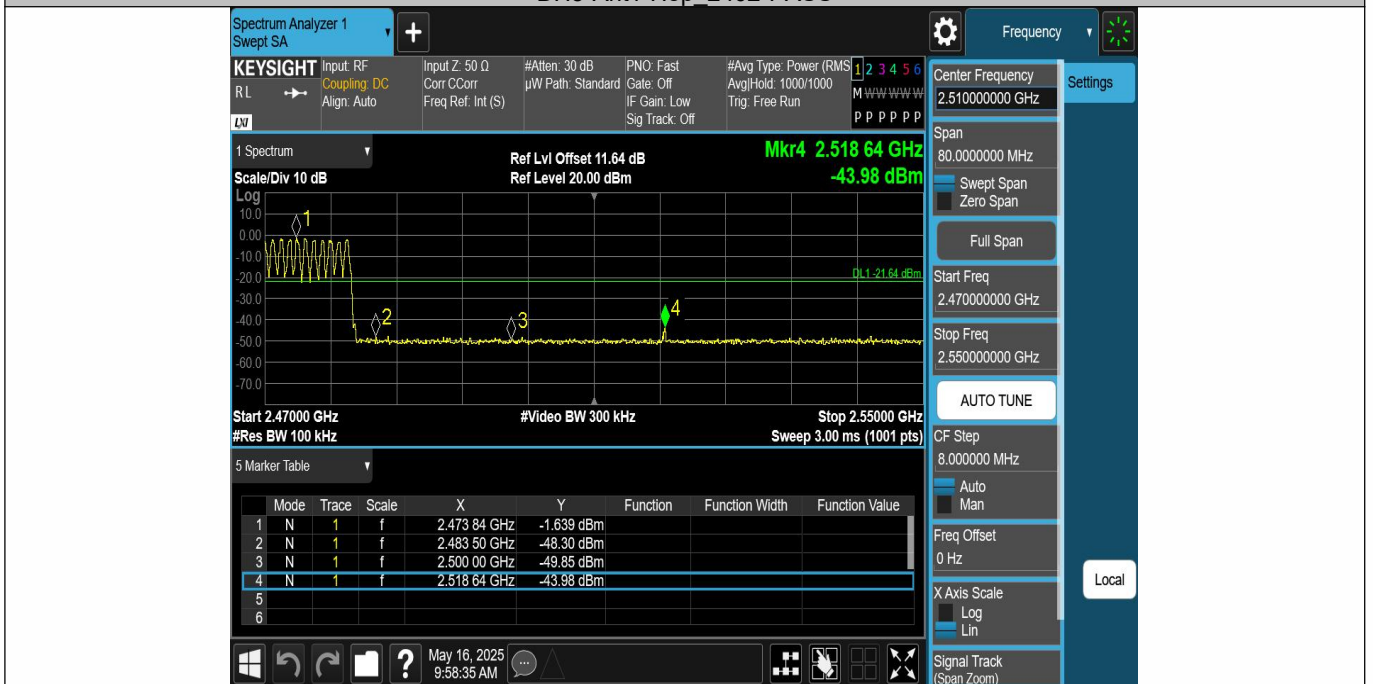 Spectrum Analyzer 1
Swept SA
+
Frequency
KEYSIGHT
RL
LXI
Input: RF
Coupling: DC
Align: Auto
Input Z: 50 Ω
Corr CCorr
Freq Ref: Int (S)
#Atten: 30 dB
µW Path: Standard
PNO: Fast
Gate: Off
IF Gain: Low
Sig Track: Off
#Avg Type: Power (RMS
Avg|Hold: 1000/1000
Trig: Free Run
1 2 3 4 5 6
M W W W W W
P P P P P P
1 Spectrum
Scale/Div 10 dB
Ref Lvl Offset 11.64 dB
Ref Level 20.00 dBm
Mkr4 2.518 64 GHz
-43.98 dBm
Log
10.0
0.00
-10.0
-20.0
-30.0
-40.0
-50.0
-60.0
-70.0
1
2
3
4
DL1 -21.64 dBm
Start 2.47000 GHz
#Video BW 300 kHz
Stop 2.55000 GHz
#Res BW 100 kHz
Sweep 3.00 ms (1001 pts)
5 Marker Table
Mode Trace Scale X Y Function Function Width Function Value
1 N 1 f 2.473 84 GHz -1.639 dBm
2 N 1 f 2.483 50 GHz -48.30 dBm
3 N 1 f 2.500 00 GHz -49.85 dBm
4 N 1 f 2.518 64 GHz -43.98 dBm
5
6
?
May 16, 2025
9:58:35 AM
Center Frequency
2.510000000 GHz
Span
80.0000000 MHz
Swept Span
Zero Span
Full Span
Start Freq
2.470000000 GHz
Stop Freq
2.550000000 GHz
AUTO TUNE
CF Step
8.000000 MHz
Auto
Man
Freq Offset
0 Hz
X Axis Scale
Log
Lin
Signal Track
(Span Zoom)
Settings
Local